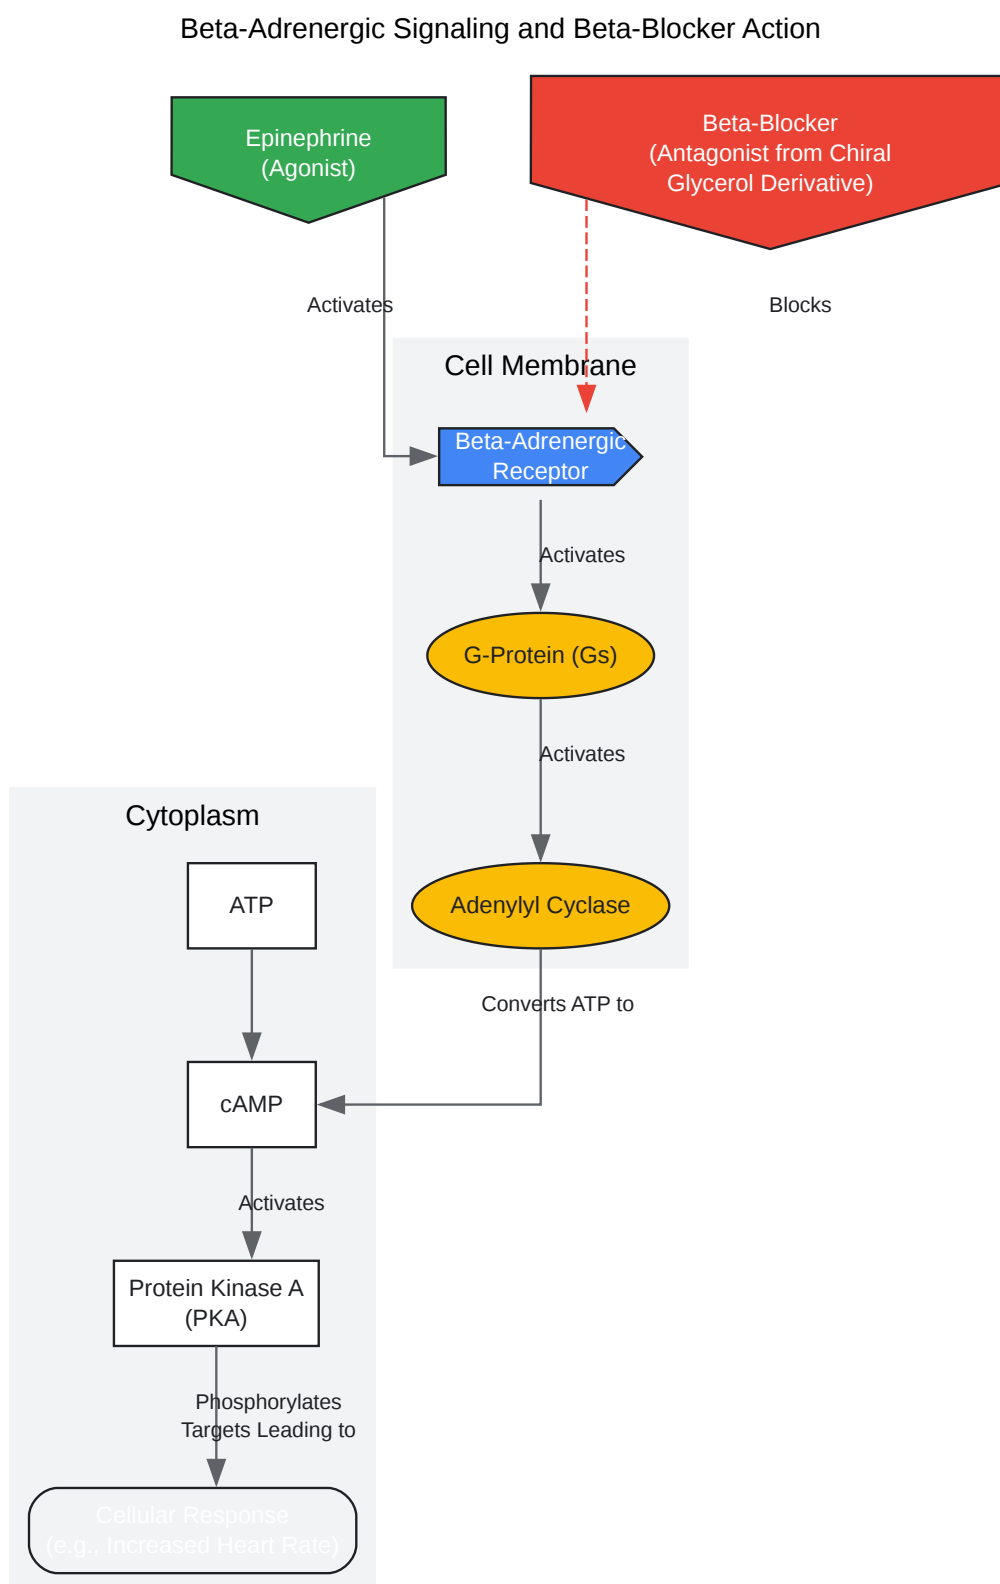 Beta-Adrenergic Signaling and Beta-Blocker Action
Epinephrine
(Agonist)
Beta-Blocker
(Antagonist from Chiral
Glycerol Derivative)
Activates
Blocks
Cell Membrane
Beta-Adrenergic
Receptor
Activates
G-Protein (Gs)
Activates
Adenylyl Cyclase
Converts ATP to
Cytoplasm
ATP
cAMP
Activates
Protein Kinase A
(PKA)
Phosphorylates
Targets Leading to
Cellular Response
(e.g., Increased Heart Rate)